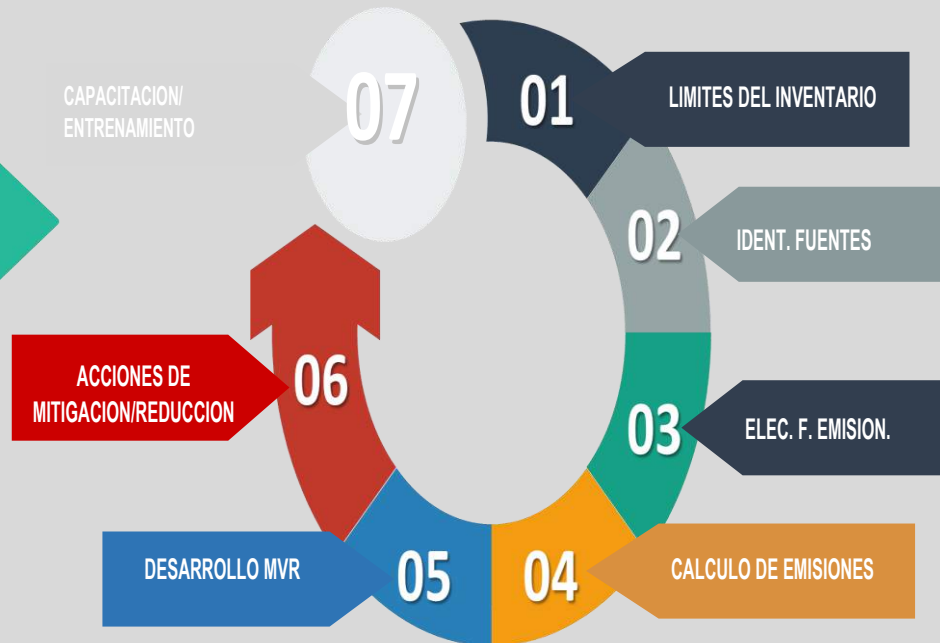 01
LIMITES DEL INVENTARIO
02
IDENT. FUENTES
03
ELEC. F. EMISION.
04
CALCULO DE EMISIONES
05
DESARROLLO MVR
06
ACCIONES DE
MITIGACION/REDUCCION
07
CAPACITACION/
ENTRENAMIENTO